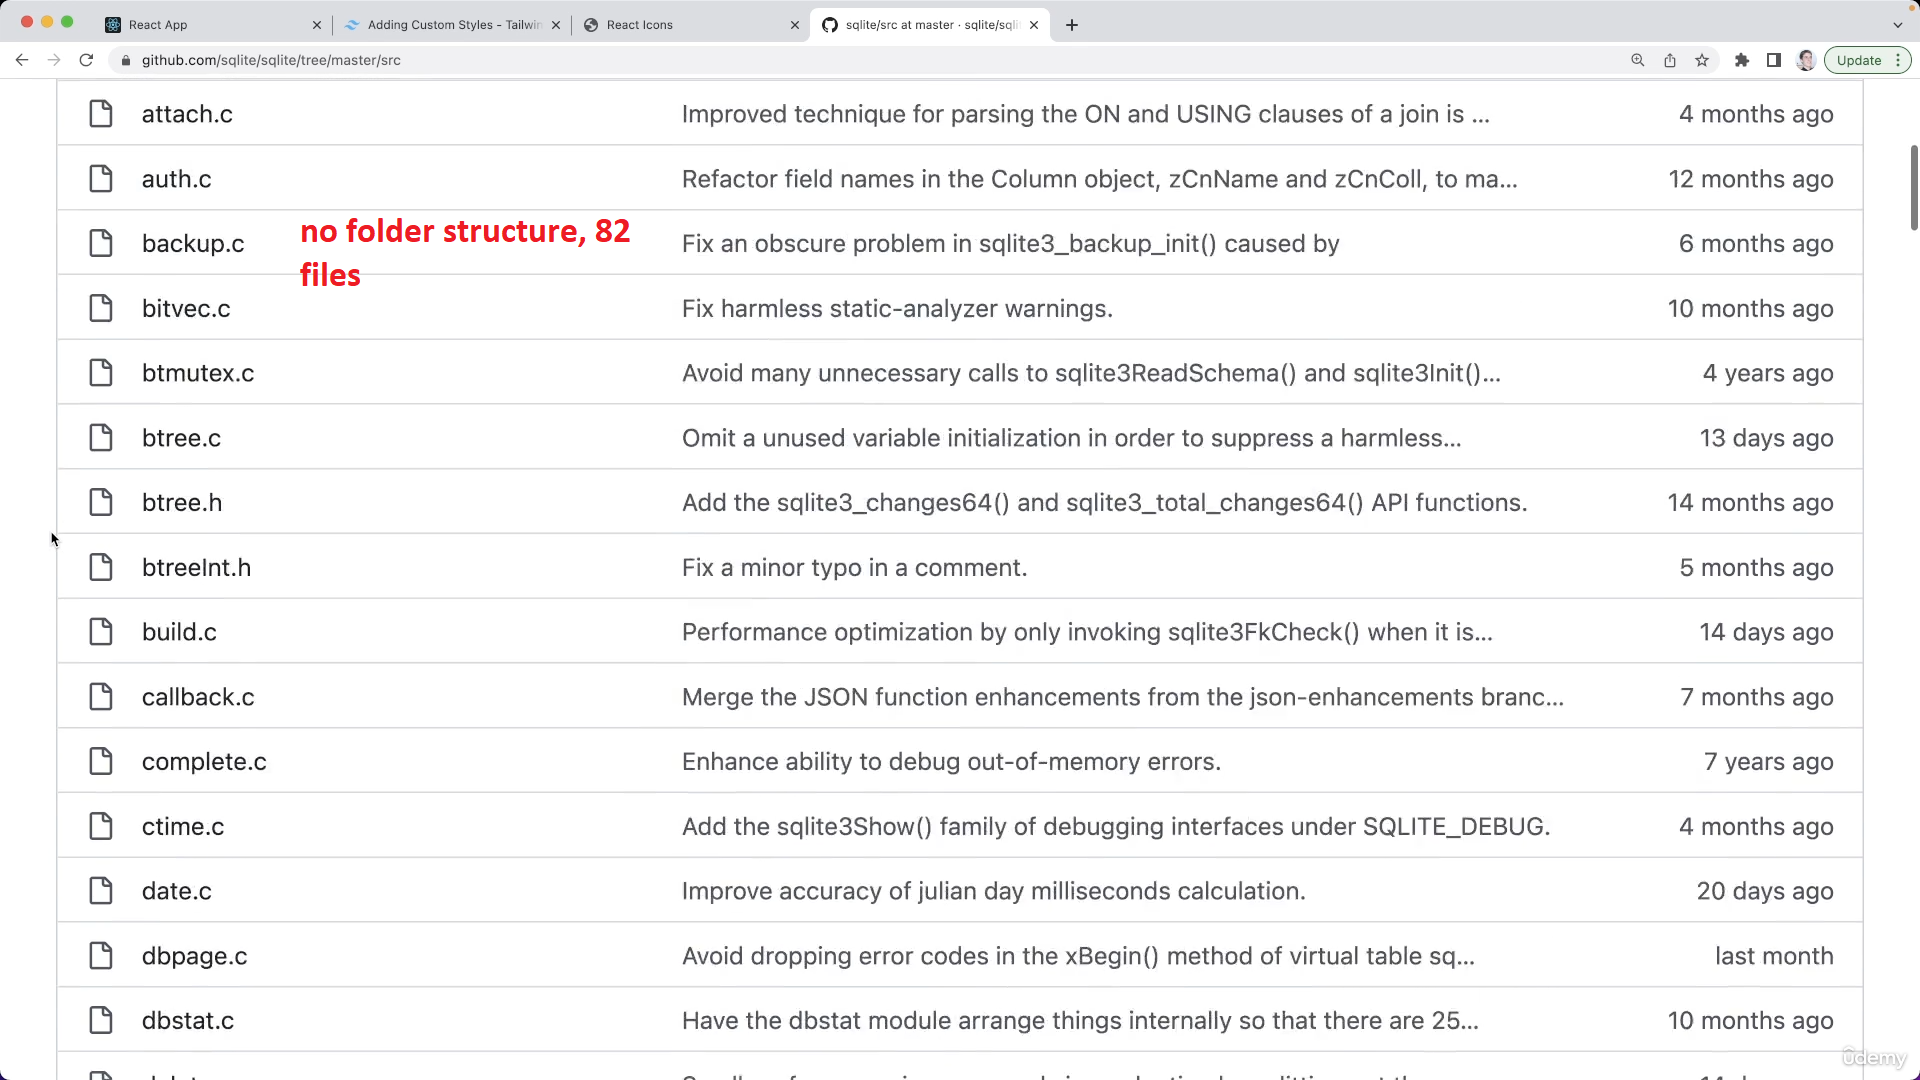 React App
Adding Custom Styles - Tailwin
React Icons
sqlite/src at master · sqlite/sqli
github.com/sqlite/sqlite/tree/master/src
Update
attach.c Improved technique for parsing the ON and USING clauses of a join is ... 4 months ago
auth.c Refactor field names in the Column object, zCnName and zCnColl, to ma... 12 months ago
no folder structure, 82
backup.c Fix an obscure problem in sqlite3_backup_init() caused by 6 months ago
files
bitvec.c Fix harmless static-analyzer warnings. 10 months ago
btmutex.c Avoid many unnecessary calls to sqlite3ReadSchema() and sqlite3Init()... 4 years ago
btree.c Omit a unused variable initialization in order to suppress a harmless... 13 days ago
btree.h Add the sqlite3_changes64() and sqlite3_total_changes64() API functions. 14 months ago
btreeInt.h Fix a minor typo in a comment. 5 months ago
build.c Performance optimization by only invoking sqlite3FkCheck() when it is... 14 days ago
callback.c Merge the JSON function enhancements from the json-enhancements branc... 7 months ago
complete.c Enhance ability to debug out-of-memory errors. 7 years ago
ctime.c Add the sqlite3Show() family of debugging interfaces under SQLITE_DEBUG. 4 months ago
date.c Improve accuracy of julian day milliseconds calculation. 20 days ago
dbpage.c Avoid dropping error codes in the xBegin() method of virtual table sq... last month
dbstat.c Have the dbstat module arrange things internally so that there are 25... 10 months ago
ûdemy